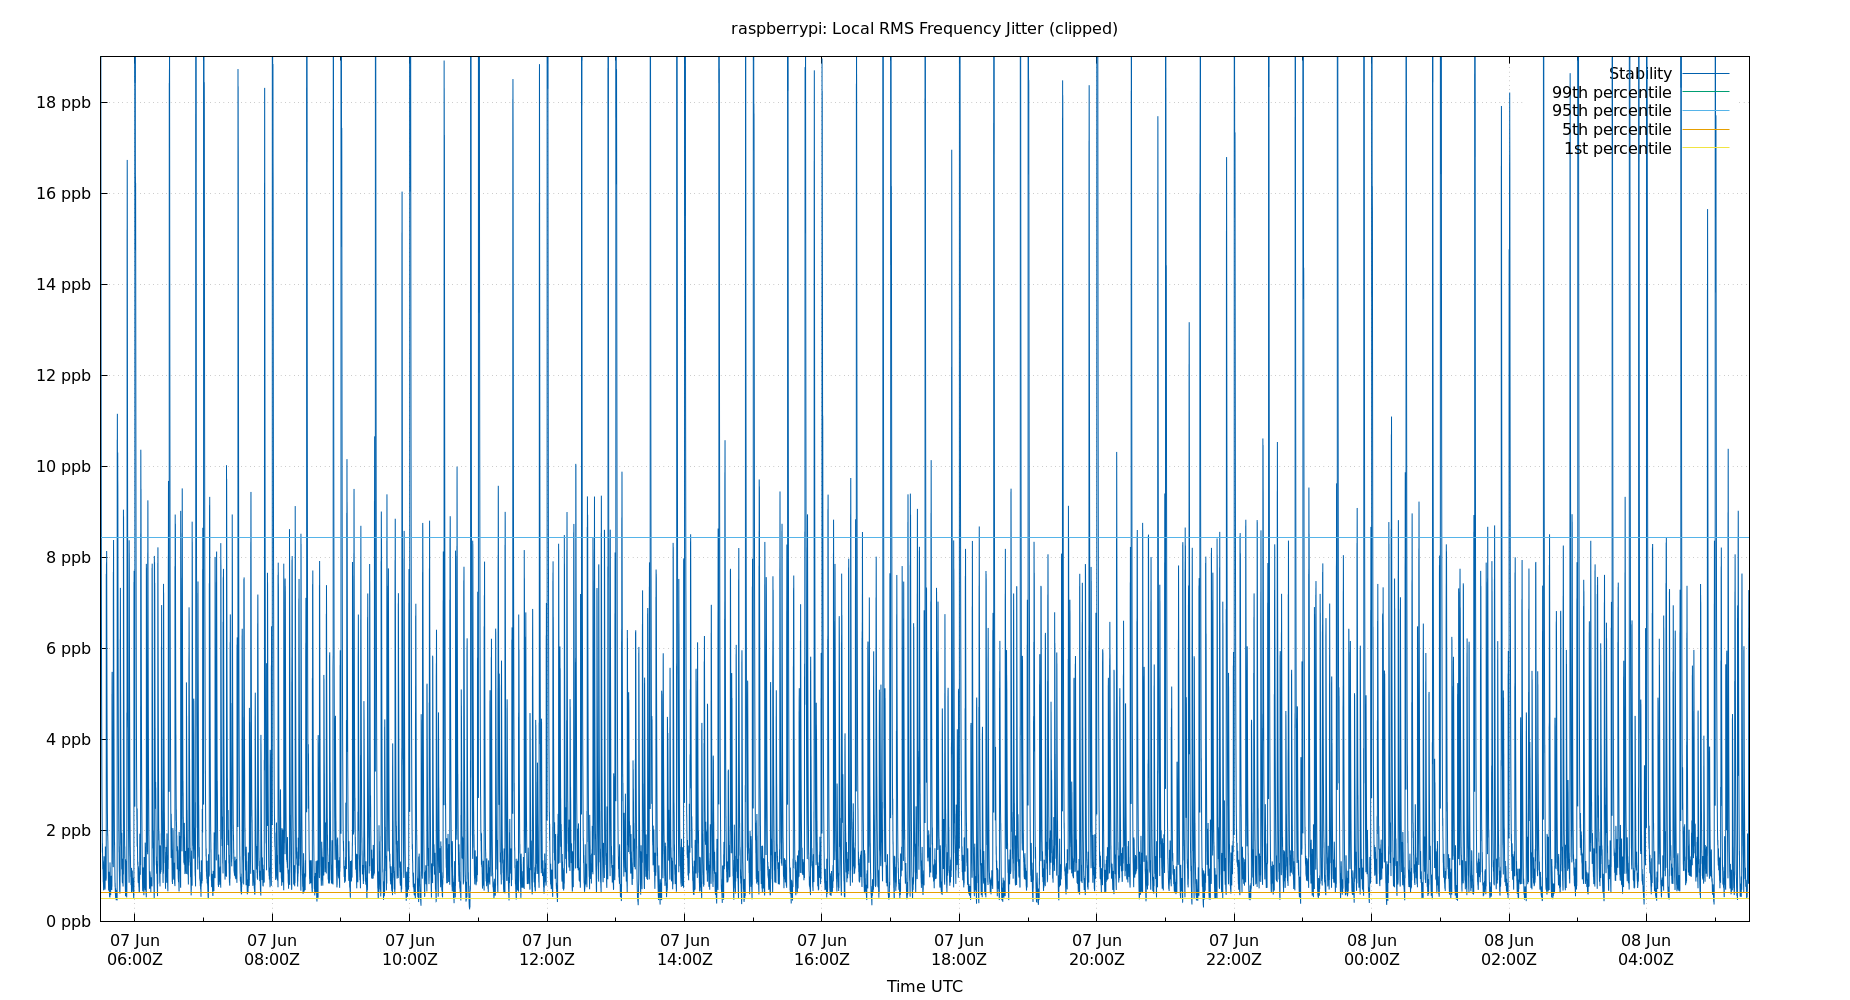 raspberrypi: Local RMS Frequency Jitter (clipped)
Stability
99th percentile
95th percentile
5th percentile
1st percentile
18 ppb
16 ppb
14 ppb
12 ppb
10 ppb
8 ppb
6 ppb
4 ppb
2 ppb
0 ppb
07 Jun 07 Jun 07 Jun 07 Jun 07 Jun 07 Jun 07 Jun 07 Jun 07 Jun 08 Jun 08 Jun 08 Jun
06:00Z 08:00Z 10:00Z 12:00Z 14:00Z 16:00Z 18:00Z 20:00Z 22:00Z 00:00Z 02:00Z 04:00Z
Time UTC